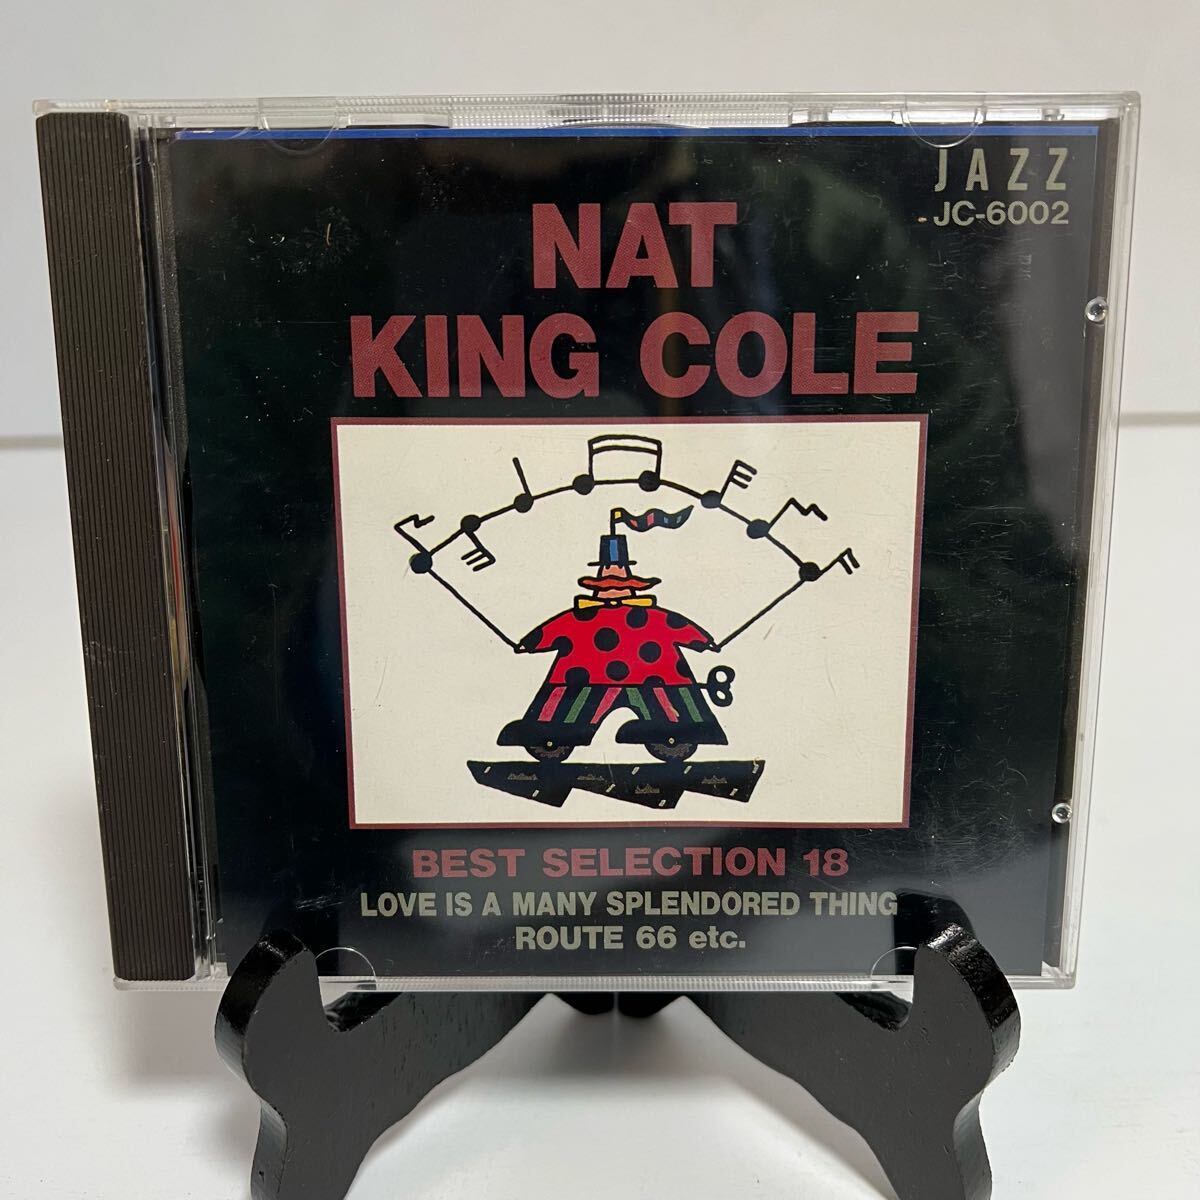 JAZZ
JC-6002
NAT
KING COLE
BEST SELECTION 18
LOVE IS A MANY SPLENDORED THING
ROUTE 66 etc.